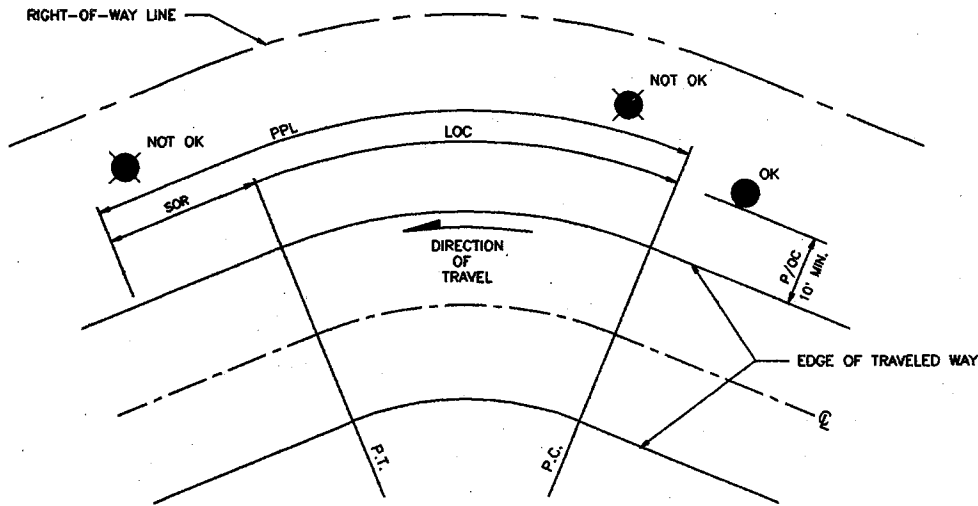 RIGHT-OF-WAY LINE
NOT OK
NOT OK
PPL
LOC
OK
SOR
DIRECTION
OF
TRAVEL
P/OC
10' MIN.
EDGE OF TRAVELED WAY
℄
P.T.
P.C.